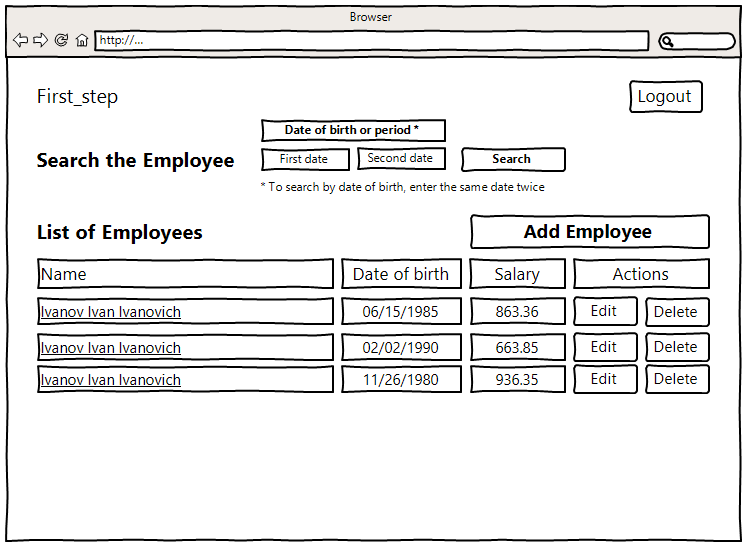 Browser
http://...
First_step
Logout
Date of birth or period *
Search the Employee
First date
Second date
Search
* To search by date of birth, enter the same date twice
List of Employees
Add Employee
Name Date of birth Salary Actions
Ivanov Ivan Ivanovich 06/15/1985 863.36 Edit Delete
Ivanov Ivan Ivanovich 02/02/1990 663.85 Edit Delete
Ivanov Ivan Ivanovich 11/26/1980 936.35 Edit Delete